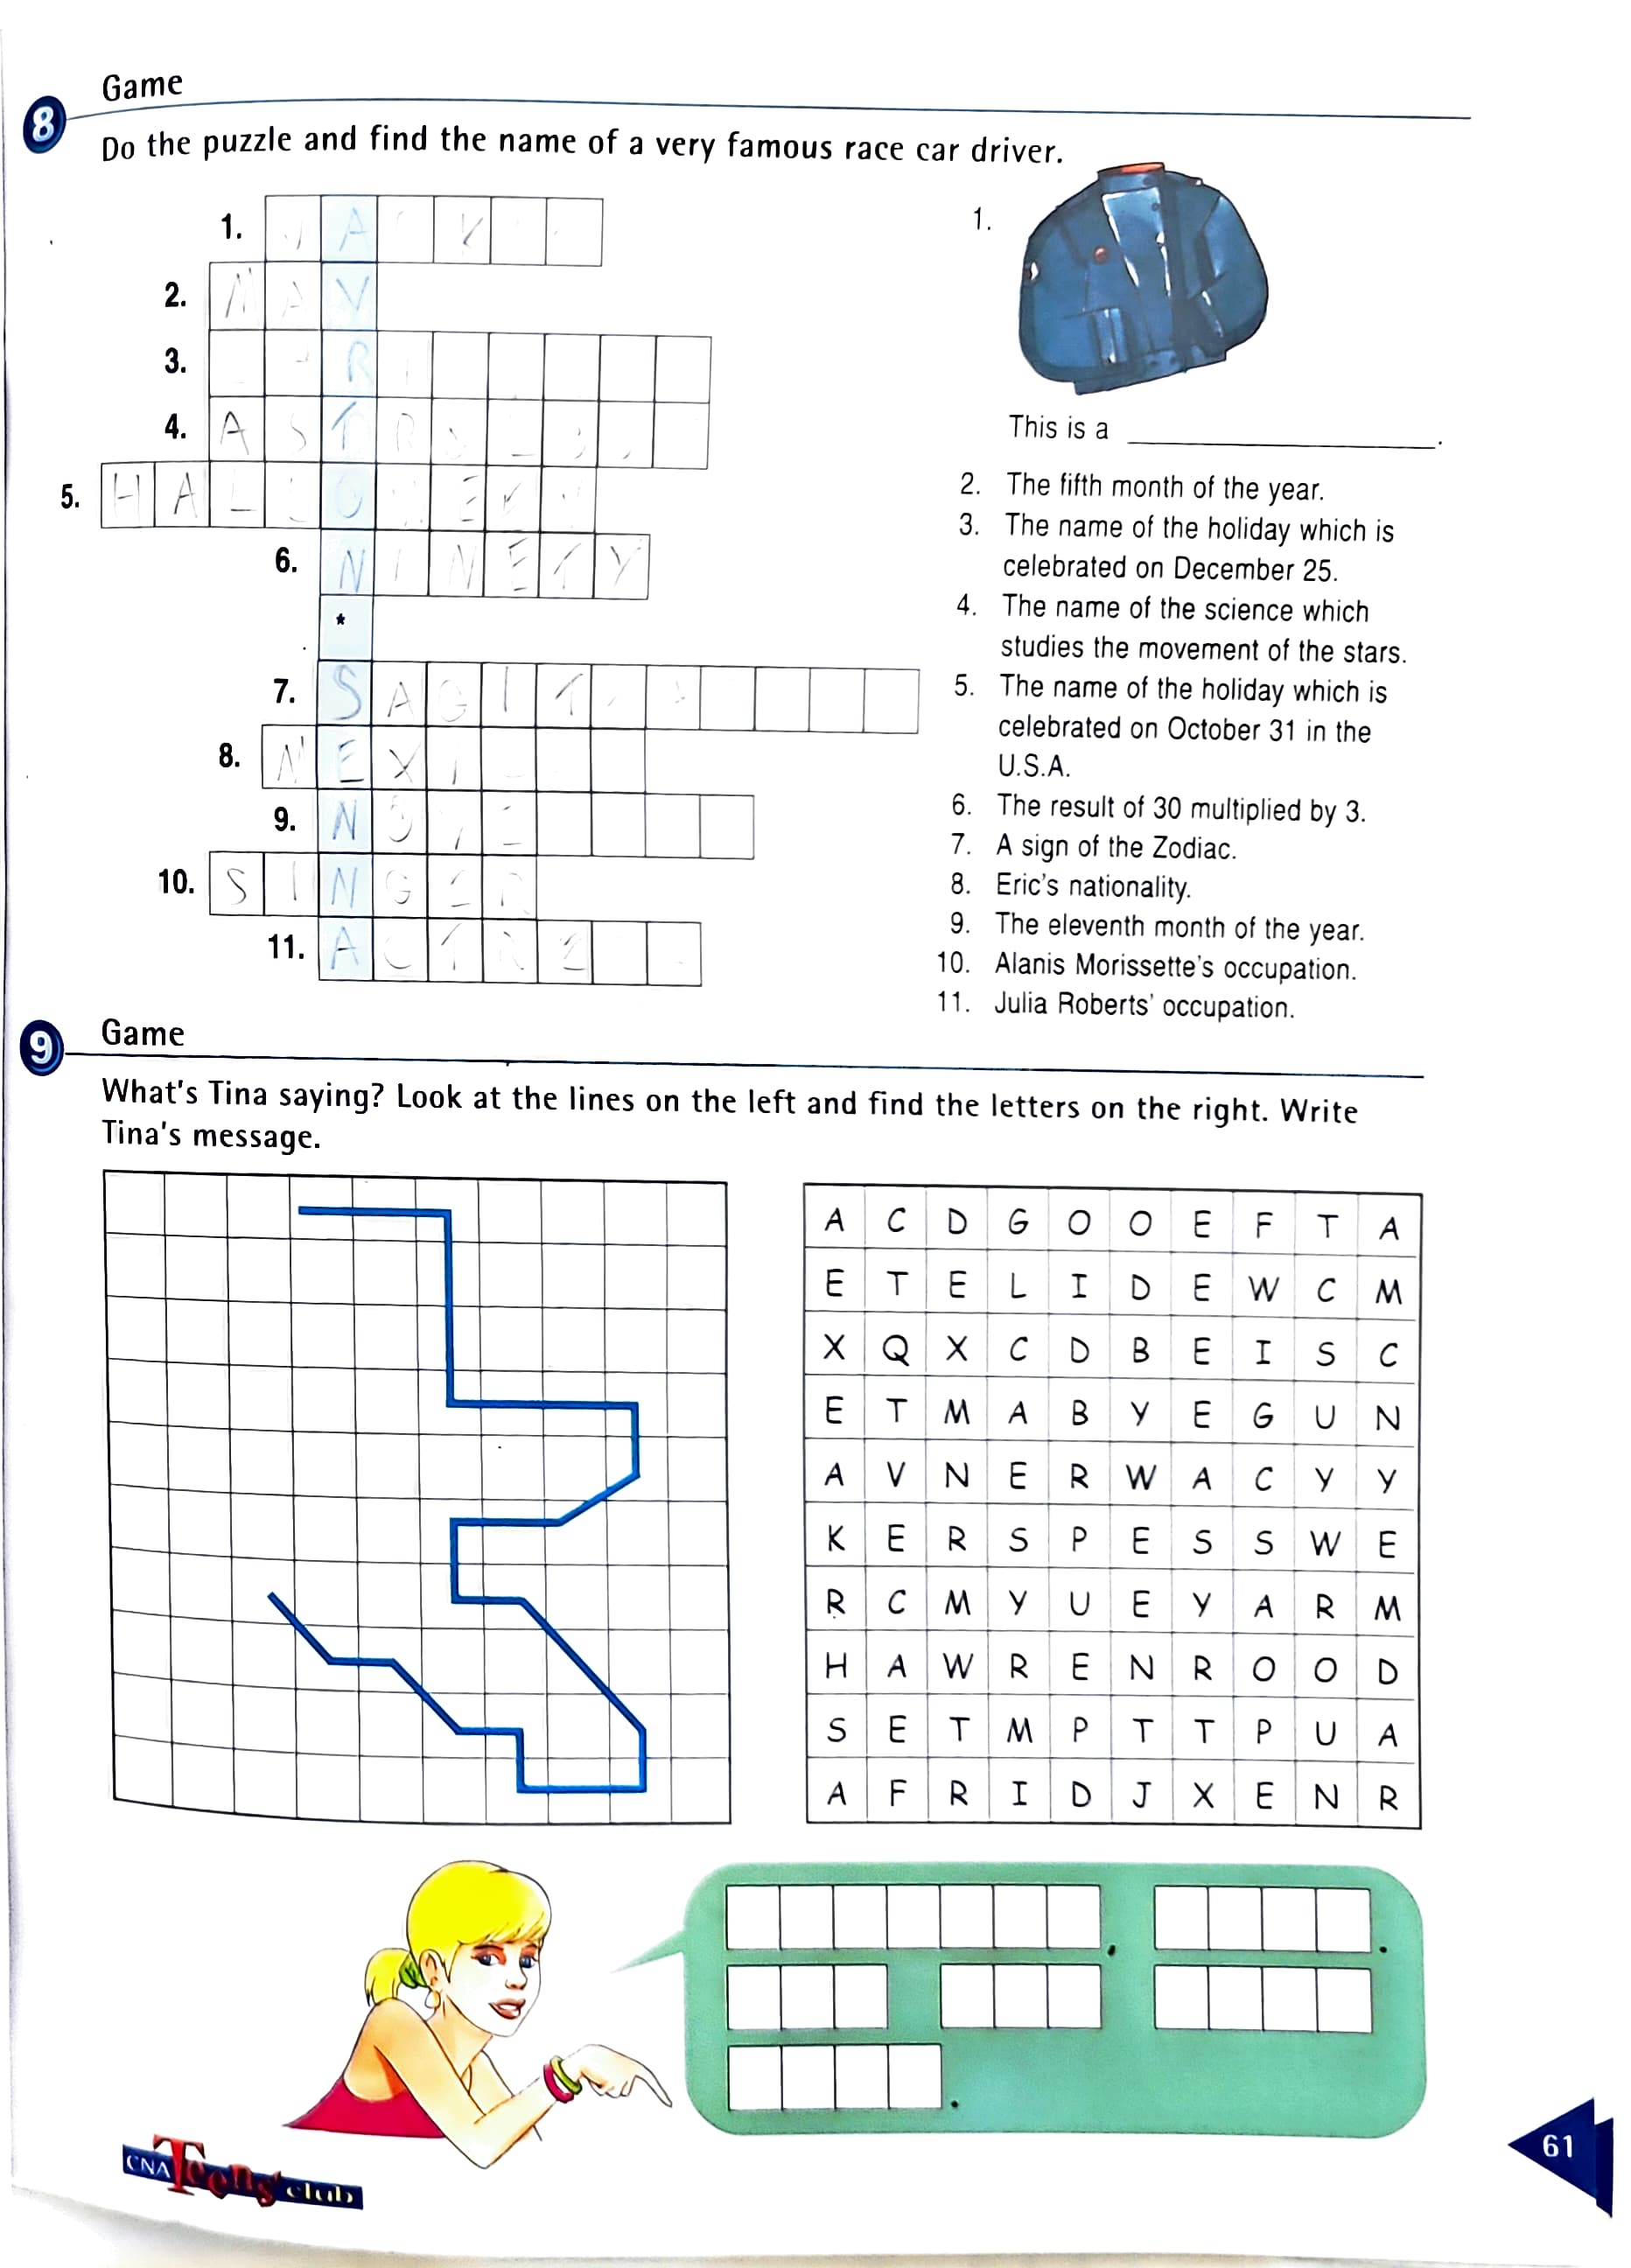 Game
8
Do the puzzle and find the name of a very famous race car driver.
1. J A C K
2. M A Y
3. R I
4. A S T R
5. H A L L O W E E N
6. N I N E T Y
*
7. S A G I T
8. M E X I
9. N O V E
10. S I N G E R
11. A C T R E
1.
This is a ____________.
2. The fifth month of the year.
3. The name of the holiday which is
celebrated on December 25.
4. The name of the science which
studies the movement of the stars.
5. The name of the holiday which is
celebrated on October 31 in the
U.S.A.
6. The result of 30 multiplied by 3.
7. A sign of the Zodiac.
8. Eric's nationality.
9. The eleventh month of the year.
10. Alanis Morissette's occupation.
11. Julia Roberts' occupation.
Game
9
What's Tina saying? Look at the lines on the left and find the letters on the right. Write
Tina's message.
A C D G O O E F T A
E T E L I D E W C M
X Q X C D B E I S C
E T M A B Y E G U N
A V N E R W A C Y Y
K E R S P E S S W E
R C M Y U E Y A R M
H A W R E N R O O D
S E T M P T T P U A
A F R I D J X E N R
CNA Teens' club
61